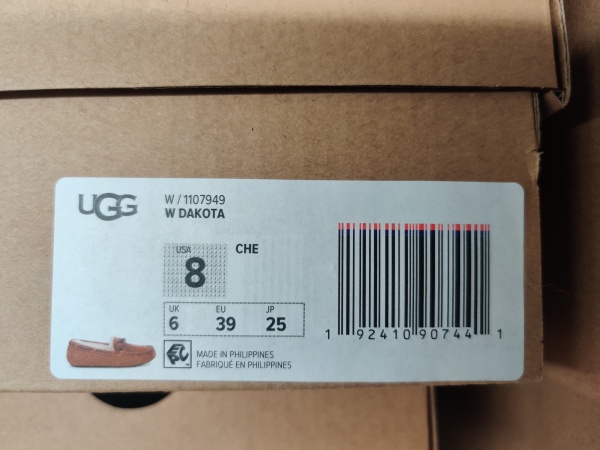 UGG
W / 1107949
W DAKOTA
USA
8
CHE
UK EU JP
6 39 25
MADE IN PHILIPPINES
FABRIQUÉ EN PHILIPPINES
1 92410 90744 1